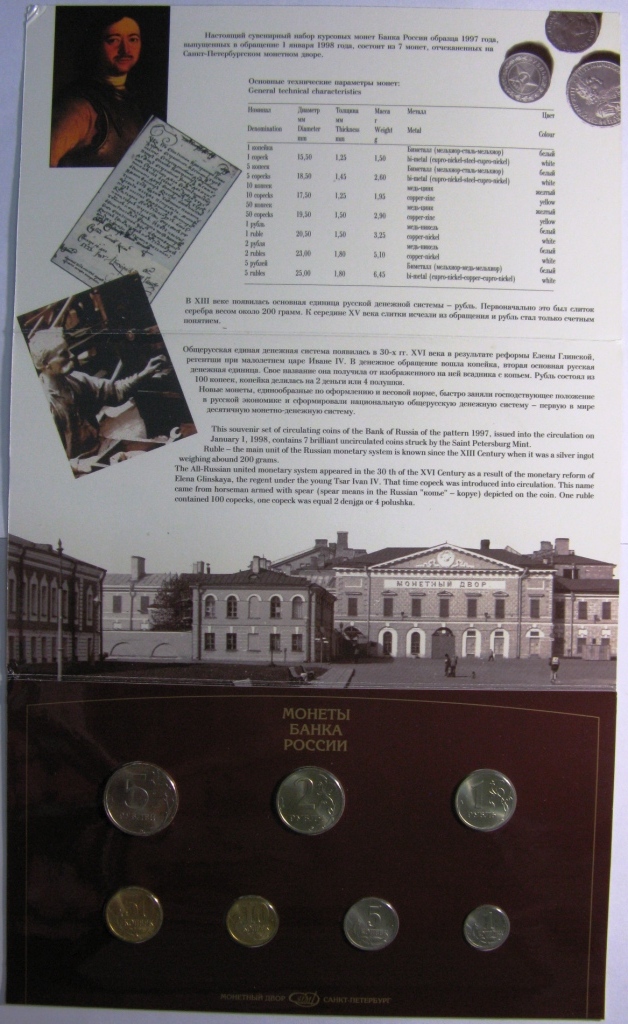 Настоящий сувенирный набор курсовых монет Банка России образца 1997 года,
выпущенных в обращение 1 января 1998 года, состоит из 7 монет, отчеканенных на
Санкт-Петербургском монетном дворе.
Основные технические параметры монет:
General technical characteristics
Номинал Диаметр Толщина Масса Металл Цвет
мм мм г
Denomination Diameter Thickness Weight Metal Colour
mm mm g
1 копейка Биметалл (мельхиор-сталь-мельхиор) белый
1 copeck 15,50 1,25 1,50 bi-metal (cupro-nickel-steel-cupro-nickel) white
5 копеек Биметалл (мельхиор-сталь-мельхиор) белый
5 copecks 18,50 1,45 2,60 bi-metal (cupro-nickel-steel-cupro-nickel) white
10 копеек медь-цинк желтый
10 copecks 17,50 1,25 1,95 copper-zinc yellow
50 копеек медь-цинк желтый
50 copecks 19,50 1,50 2,90 copper-zinc yellow
1 рубль медь-никель белый
1 ruble 20,50 1,50 3,25 copper-nickel white
2 рубля медь-никель белый
2 rubles 23,00 1,80 5,10 copper-nickel white
5 рублей Биметалл (мельхиор-медь-мельхиор) белый
5 rubles 25,00 1,80 6,45 bi-metal (cupro-nickel-copper-cupro-nickel) white
В XIII веке появилась основная единица русской денежной системы – рубль. Первоначально это был слиток
серебра весом около 200 грамм. К середине XV века слитки исчезли из обращения и рубль стал только счетным
понятием.
Общерусская единая денежная система появилась в 30-х гг. XVI века в результате реформы Елены Глинской,
регентши при малолетнем царе Иване IV. В денежное обращение вошла копейка, вторая основная русская
денежная единица. Свое название она получила от изображенного на ней всадника с копьем. Рубль состоял из
100 копеек, копейка делилась на 2 деньги или 4 полушки.
Новые монеты, единообразные по оформлению и весовой норме, быстро заняли господствующее положение
в русской экономике и сформировали национальную общерусскую денежную систему – первую в мире
десятичную монетно-денежную систему.
This souvenir set of circulating coins of the Bank of Russia of the pattern 1997, issued into the circulation on
January 1, 1998, contains 7 brilliant uncirculated coins struck by the Saint Petersburg Mint.
Ruble – the main unit of the Russian monetary system is known since the XIII Century when it was a silver ingot
weighing abound 200 grams.
The All-Russian united monetary system appeared in the 30 th of the XVI Century as a result of the monetary reform of
Elena Glinskaya, the regent under the young Tsar Ivan IV. That time copeck was introduced into circulation. This name
came from horseman armed with spear (spear means in the Russian "копье" – kopye) depicted on the coin. One ruble
contained 100 copecks, one copeck was equal 2 denjga or 4 polushka.
МОНЕТНЫЙ ДВОР
МОНЕТЫ
БАНКА
РОССИИ
5 РУБЛЕЙ
2 РУБЛЯ
1 РУБЛЬ
50 КОПЕЕК
10 КОПЕЕК
5 КОПЕЕК
1
МОНЕТНЫЙ ДВОР САНКТ-ПЕТЕРБУРГ